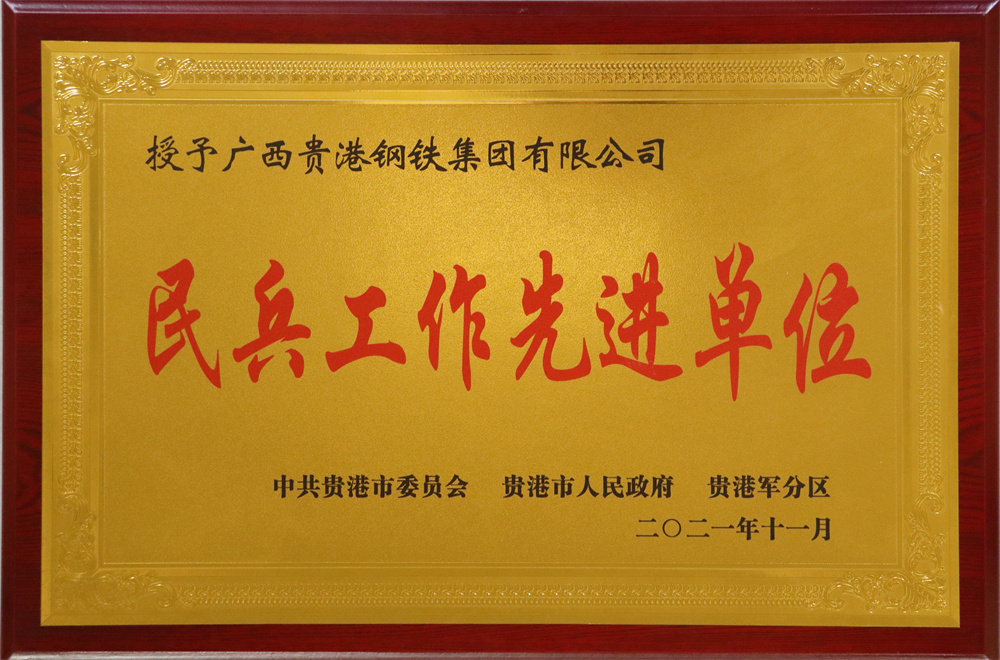 授予广西贵港钢铁集团有限公司
民兵工作先进单位
中共贵港市委员会 贵港市人民政府 贵港军分区
二〇二一年十一月